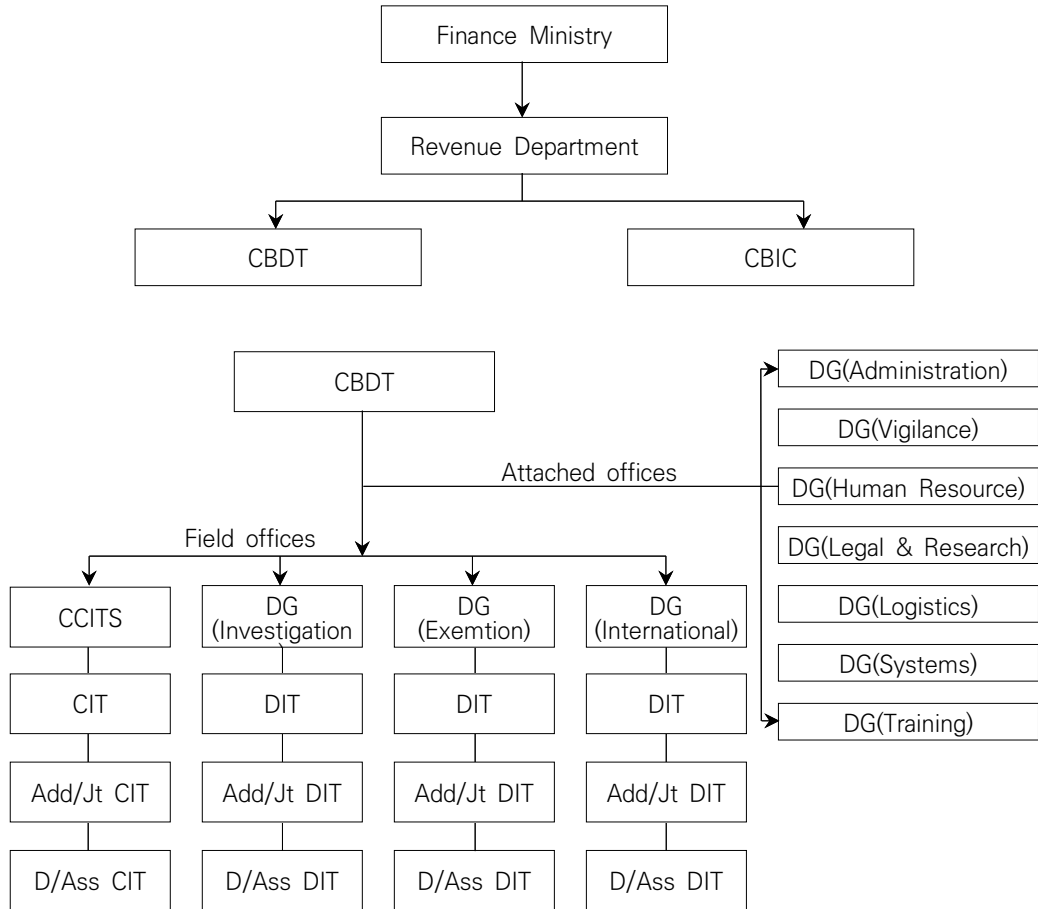 Finance Ministry
Revenue Department
CBDT
CBIC
CBDT
Attached offices
DG(Administration)
DG(Vigilance)
DG(Human Resource)
DG(Legal & Research)
DG(Logistics)
DG(Systems)
DG(Training)
Field offices
CCITS
DG
(Investigation
DG
(Exemtion)
DG
(International)
CIT
DIT
DIT
DIT
Add/Jt CIT
Add/Jt DIT
Add/Jt DIT
Add/Jt DIT
D/Ass CIT
D/Ass DIT
D/Ass DIT
D/Ass DIT